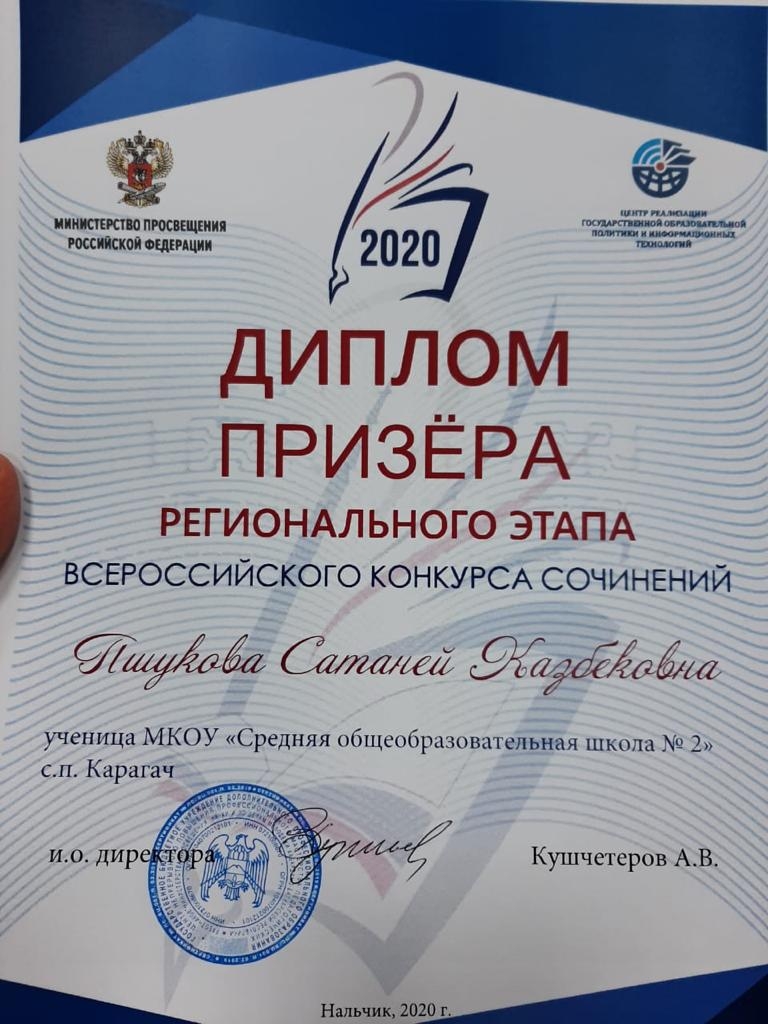 МИНИСТЕРСТВО ПРОСВЕЩЕНИЯ
РОССИЙСКОЙ ФЕДЕРАЦИИ
2020
ЦЕНТР РЕАЛИЗАЦИИ
ГОСУДАРСТВЕННОЙ ОБРАЗОВАТЕЛЬНОЙ
ПОЛИТИКИ И ИНФОРМАЦИОННЫХ
ТЕХНОЛОГИЙ
ДИПЛОМ
ПРИЗЁРА
РЕГИОНАЛЬНОГО ЭТАПА
ВСЕРОССИЙСКОГО КОНКУРСА СОЧИНЕНИЙ
Пшукова Сатаней Казбековна
ученица МКОУ «Средняя общеобразовательная школа № 2»
с.п. Карагач
и.о. директора
Кушчетеров А.В.
Нальчик, 2020 г.